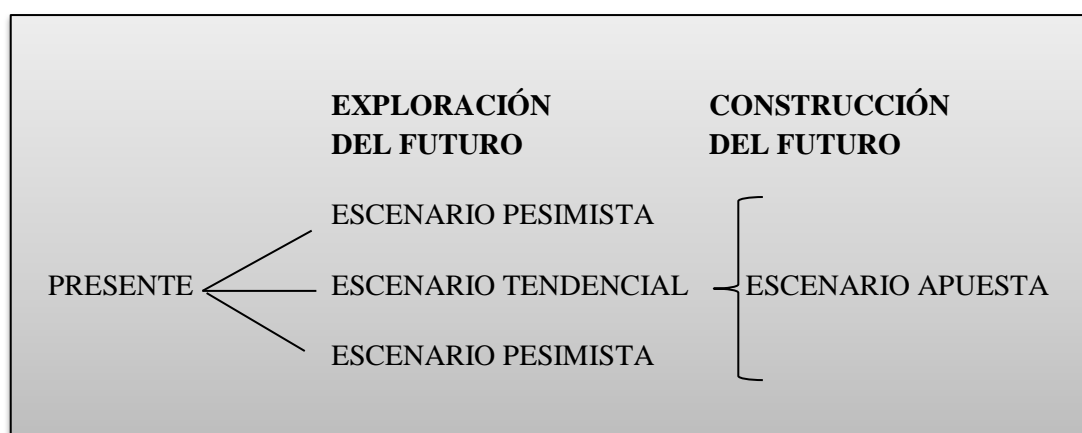 EXPLORACIÓN
DEL FUTURO
CONSTRUCCIÓN
DEL FUTURO
ESCENARIO PESIMISTA
PRESENTE
ESCENARIO TENDENCIAL
ESCENARIO APUESTA
ESCENARIO PESIMISTA